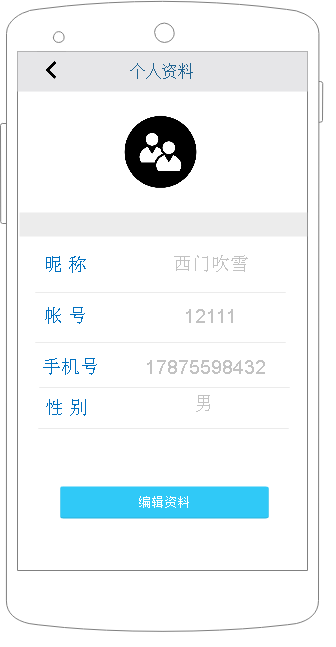 个人资料
昵 称 西门吹雪
帐 号 12111
手机号 17875598432
性 别 男
编辑资料